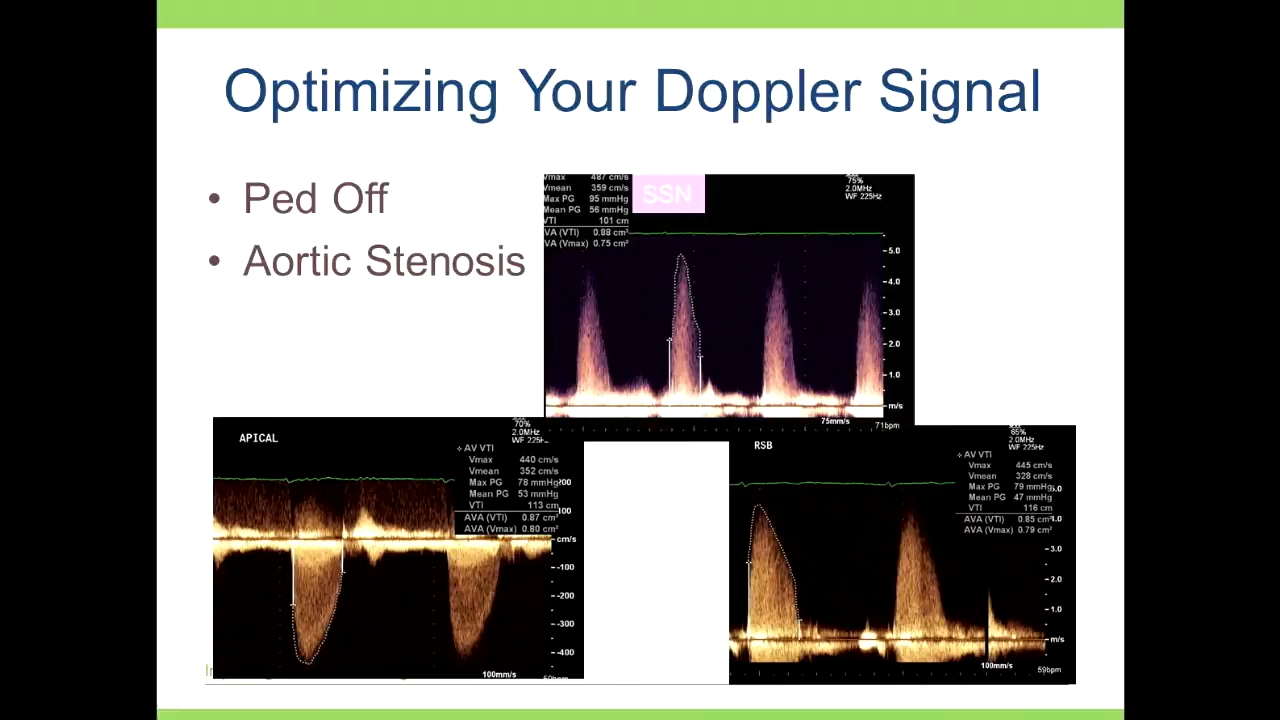 Optimizing Your Doppler Signal
• Ped Off
• Aortic Stenosis
Vmax 487 cm/s
Vmean 359 cm/s
Max PG 95 mmHg
Mean PG 56 mmHg
VTI 101 cm
VA (VTI) 0.88 cm²
VA (Vmax) 0.75 cm²
SSN
75%
2.0MHz
WF 225Hz
5.0
4.0
3.0
2.0
1.0
m/s
75mm/s
71bpm
APICAL
70%
2.0MHz
WF 225Hz
AV VTI
Vmax 440 cm/s
Vmean 352 cm/s
Max PG 78 mmHg
Mean PG 53 mmHg
VTI 113 cm
AVA (VTI) 0.87 cm²
AVA (Vmax) 0.80 cm²
200
100
cm/s
-100
-200
-300
-400
100mm/s
RSB
65%
2.0MHz
WF 225Hz
AV VTI
Vmax 445 cm/s
Vmean 328 cm/s
Max PG 79 mmHg
Mean PG 47 mmHg
VTI 116 cm
AVA (VTI) 0.85 cm²
AVA (Vmax) 0.79 cm²
3.0
2.0
1.0
m/s
100mm/s
59bpm